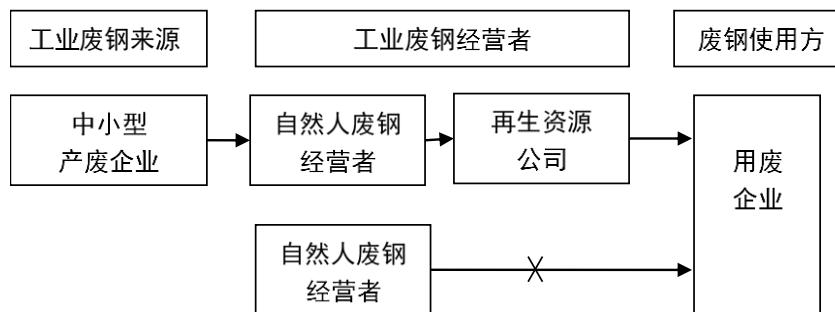 工业废钢来源
工业废钢经营者
废钢使用方
中小型
产废企业
自然人废钢
经营者
再生资源
公司
用废
企业
自然人废钢
经营者